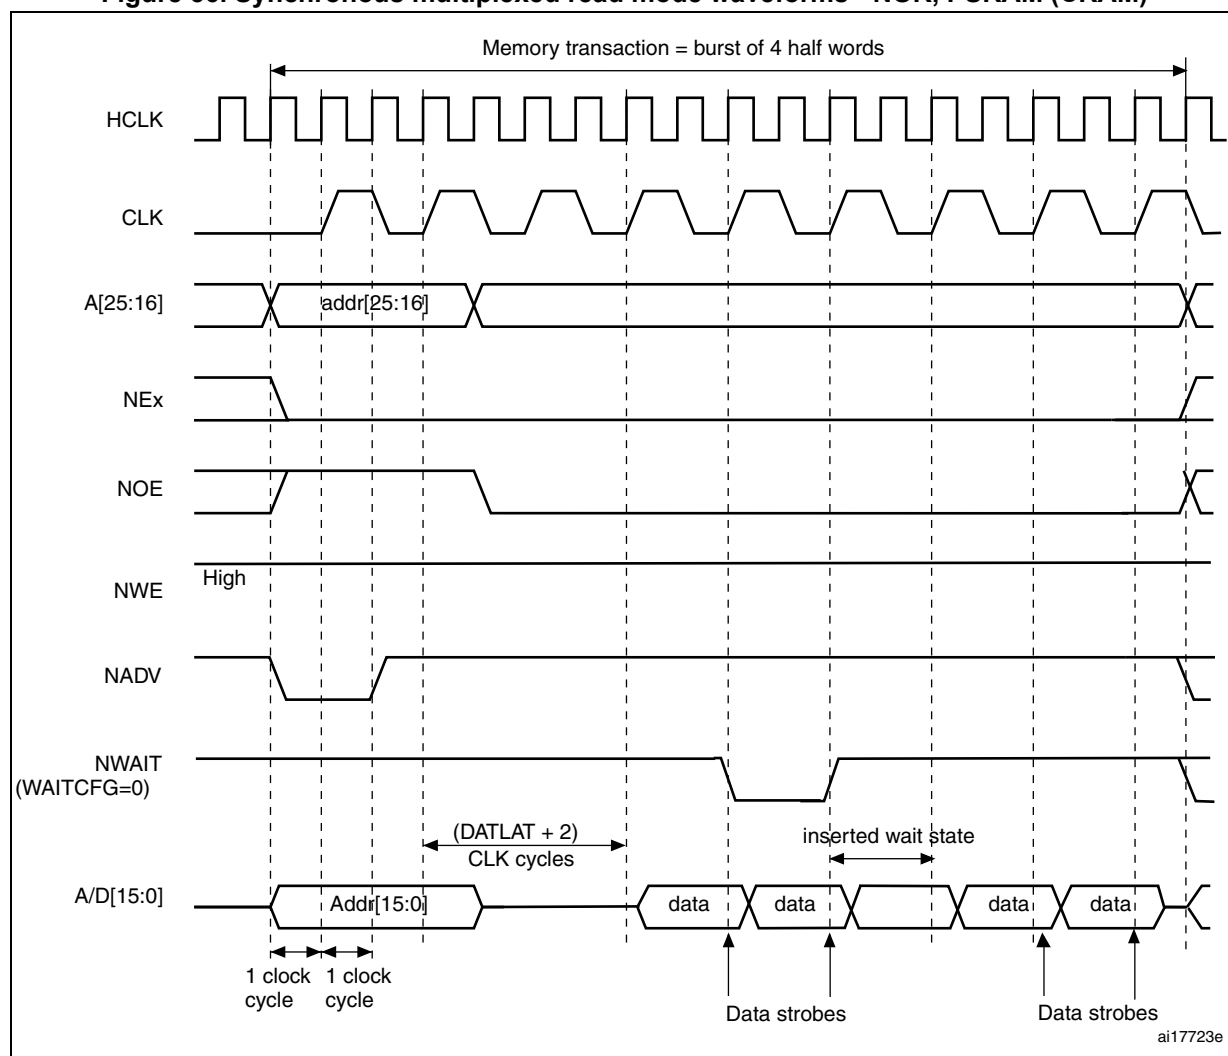 Memory transaction = burst of 4 half words
HCLK
CLK
A[25:16]
addr[25:16]
NEx
NOE
High
NWE
NADV
NWAIT
(WAITCFG=0)
(DATLAT + 2)
CLK cycles
inserted wait state
A/D[15:0]
Addr[15:0]
data
data
data
data
1 clock
cycle
1 clock
cycle
Data strobes
Data strobes
ai17723e